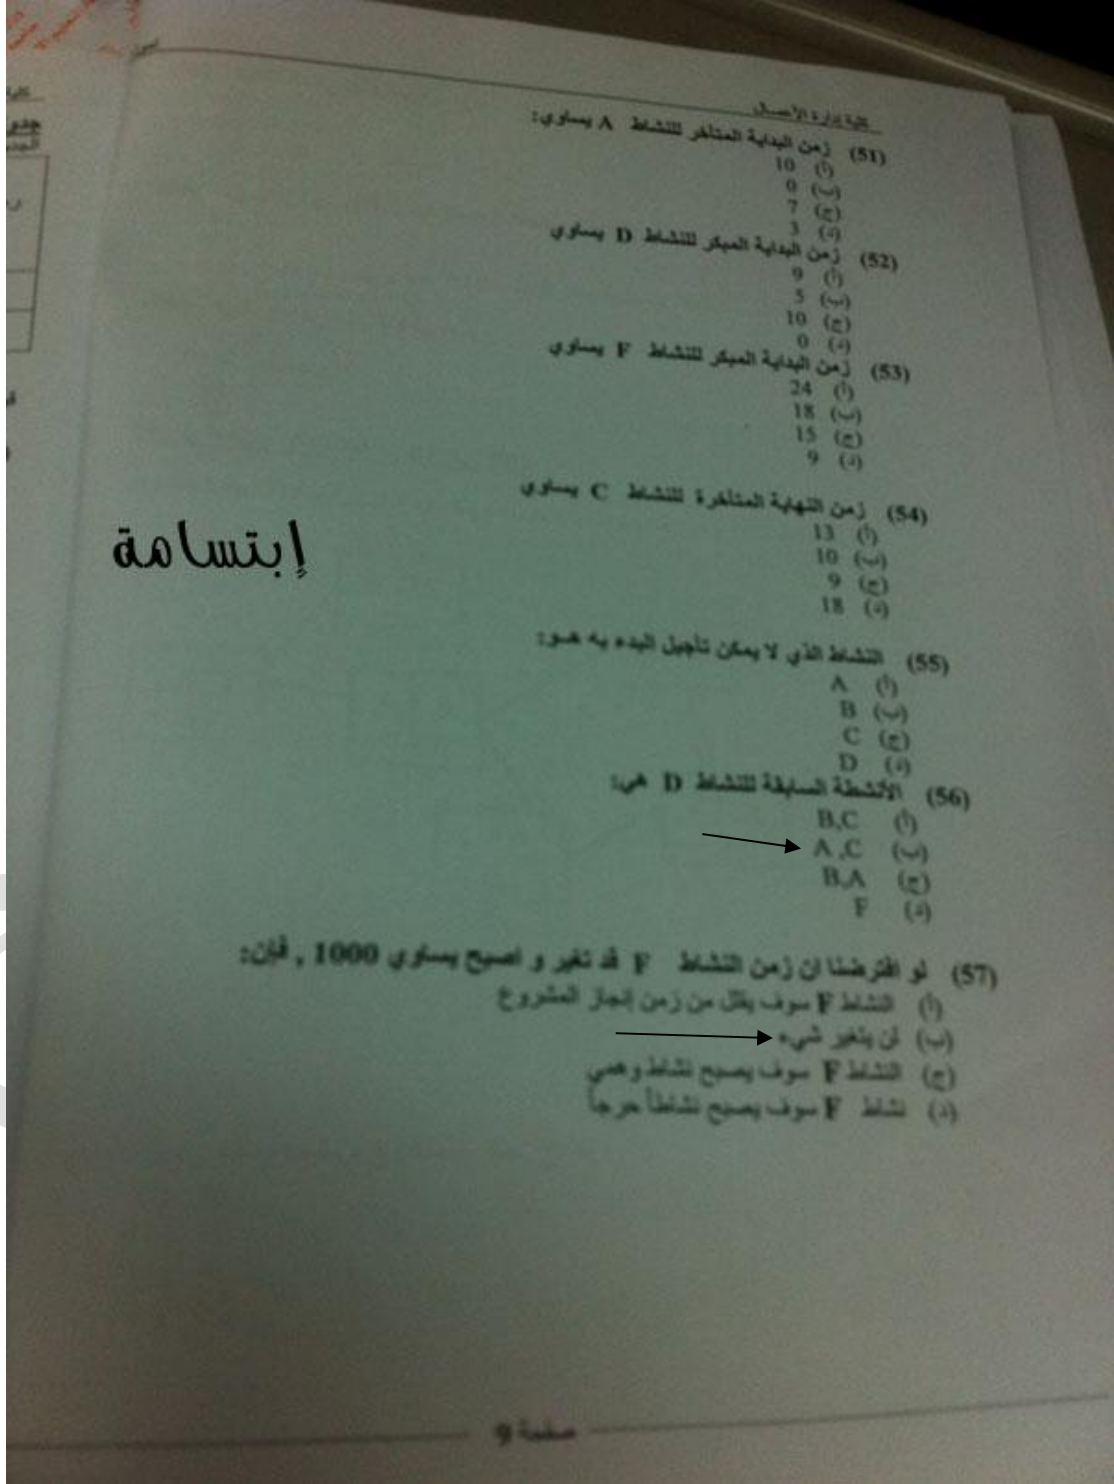 كلية إدارة الأعمال
(51) زمن البداية المتأخر للنشاط A يساوي:
(أ) 10
(ب) 0
(ج) 7
(د) 3
(52) زمن البداية المبكر للنشاط D يساوي
(أ) 9
(ب) 5
(ج) 10
(د) 0
(53) زمن البداية المبكر للنشاط F يساوي
(أ) 24
(ب) 18
(ج) 15
(د) 9
(54) زمن النهاية المتأخرة للنشاط C يساوي
(أ) 13
(ب) 10
(ج) 9
(د) 18
إبتسامة
(55) النشاط الذي لا يمكن تأجيل البدء به هو:
(أ) A
(ب) B
(ج) C
(د) D
(56) الأنشطة السابقة للنشاط D هي:
(أ) B,C
(ب) A ,C
(ج) B,A
(د) F
(57) لو افترضنا ان زمن النشاط F قد تغير و اصبح يساوي 1000 , فإن:
(أ) النشاط F سوف يقلل من زمن إنجاز المشروع
(ب) لن يتغير شيء
(ج) النشاط F سوف يصبح نشاط وهمي
(د) نشاط F سوف يصبح نشاطاً حرجاً
صفحة 9